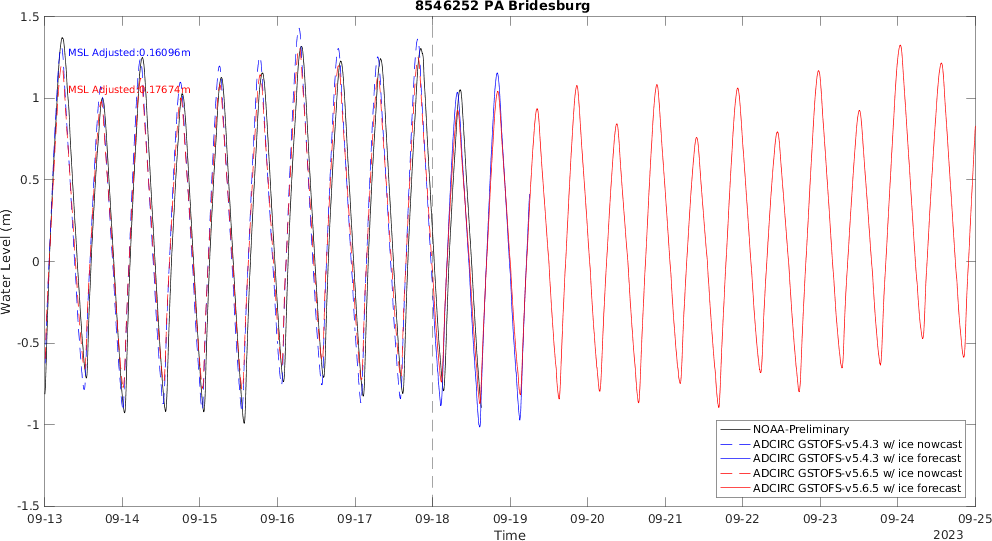 8546252 PA Bridesburg
1.5
1
0.5
0
-0.5
-1
-1.5
Water Level (m)
MSL Adjusted:0.16096m
MSL Adjusted:0.17674m
NOAA-Preliminary
ADCIRC GSTOFS-v5.4.3 w/ ice nowcast
ADCIRC GSTOFS-v5.4.3 w/ ice forecast
ADCIRC GSTOFS-v5.6.5 w/ ice nowcast
ADCIRC GSTOFS-v5.6.5 w/ ice forecast
09-13 09-14 09-15 09-16 09-17 09-18 09-19 09-20 09-21 09-22 09-23 09-24 09-25
Time
2023